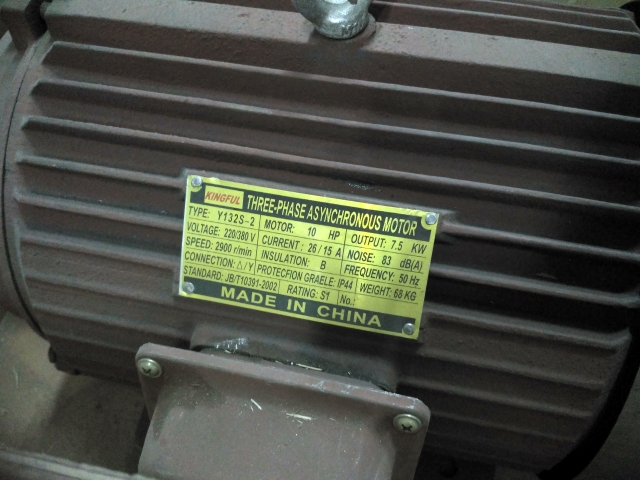 KINGFUL THREE-PHASE ASYNCHRONOUS MOTOR
TYPE: Y132S-2 MOTOR: 10 HP OUTPUT: 7.5 KW
VOLTAGE: 220/380 V CURRENT: 26/15 A NOISE: 83 dB(A)
SPEED: 2900 r/min INSULATION: B FREQUENCY: 50 Hz
CONNECTION: △/Y PROTECFION GRAELE: IP44 WEIGHT: 68 KG
STANDARD: JB/T10391-2002 RATING: S1 No.:
MADE IN CHINA